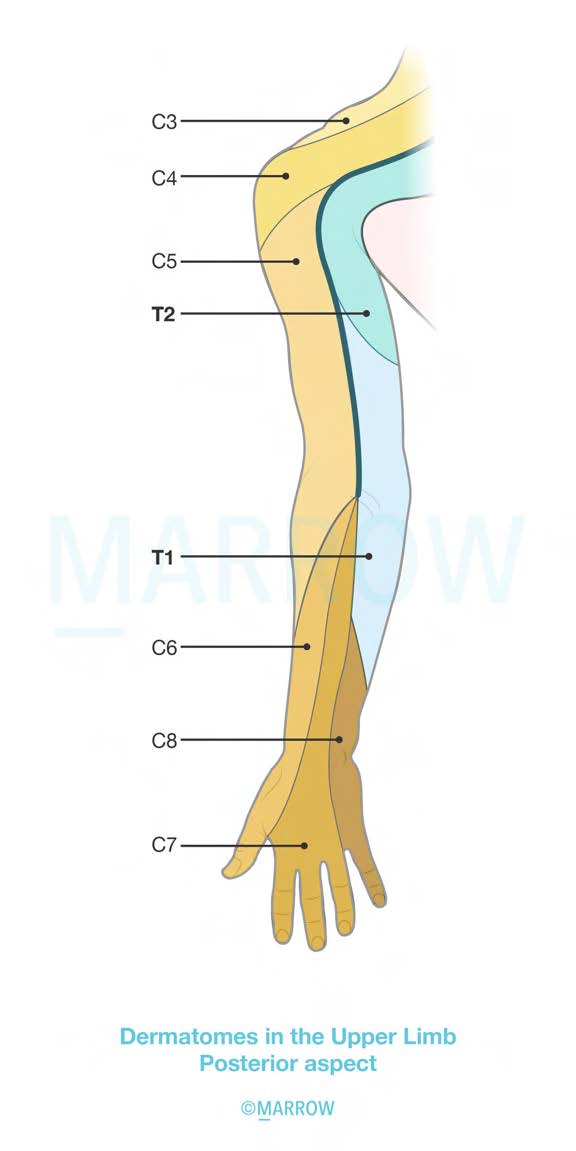 C3
C4
C5
T2
MARROW
T1
C6
C8
C7
Dermatomes in the Upper Limb
Posterior aspect
©MARROW